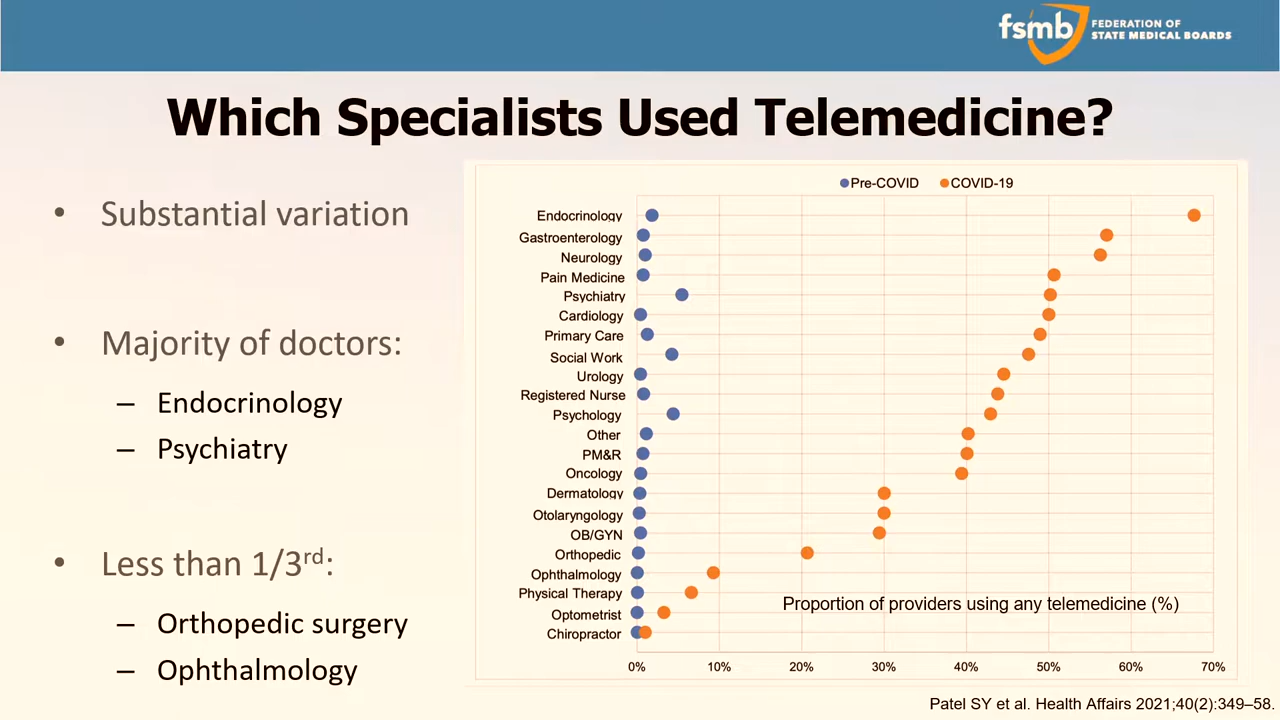 fsmb
FEDERATION OF
STATE MEDICAL BOARDS
Which Specialists Used Telemedicine?
• Substantial variation
• Majority of doctors:
– Endocrinology
– Psychiatry
• Less than 1/3rd:
– Orthopedic surgery
– Ophthalmology
Pre-COVID COVID-19
Endocrinology
Gastroenterology
Neurology
Pain Medicine
Psychiatry
Cardiology
Primary Care
Social Work
Urology
Registered Nurse
Psychology
Other
PM&R
Oncology
Dermatology
Otolaryngology
OB/GYN
Orthopedic
Ophthalmology
Physical Therapy
Optometrist
Chiropractor
Proportion of providers using any telemedicine (%)
0% 10% 20% 30% 40% 50% 60% 70%
Patel SY et al. Health Affairs 2021;40(2):349–58.